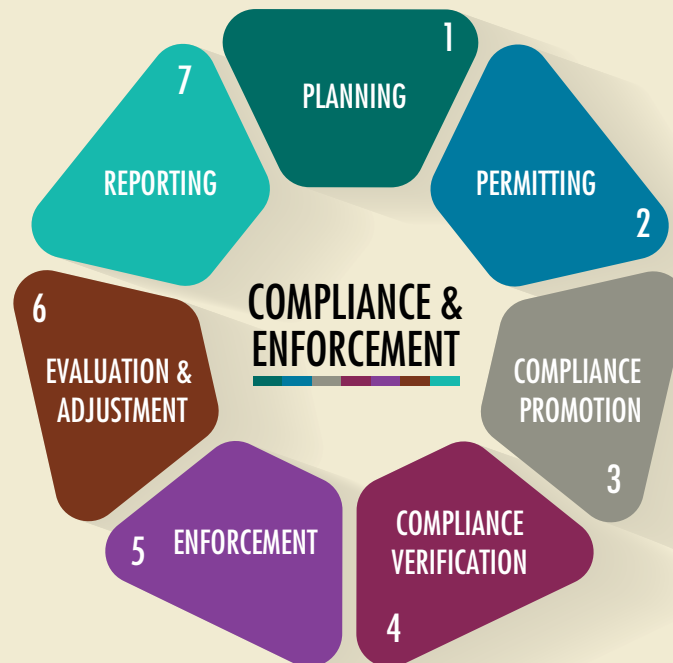 COMPLIANCE &
ENFORCEMENT
1
PLANNING
PERMITTING
2
COMPLIANCE
PROMOTION
3
COMPLIANCE
VERIFICATION
4
5
ENFORCEMENT
6
EVALUATION &
ADJUSTMENT
7
REPORTING